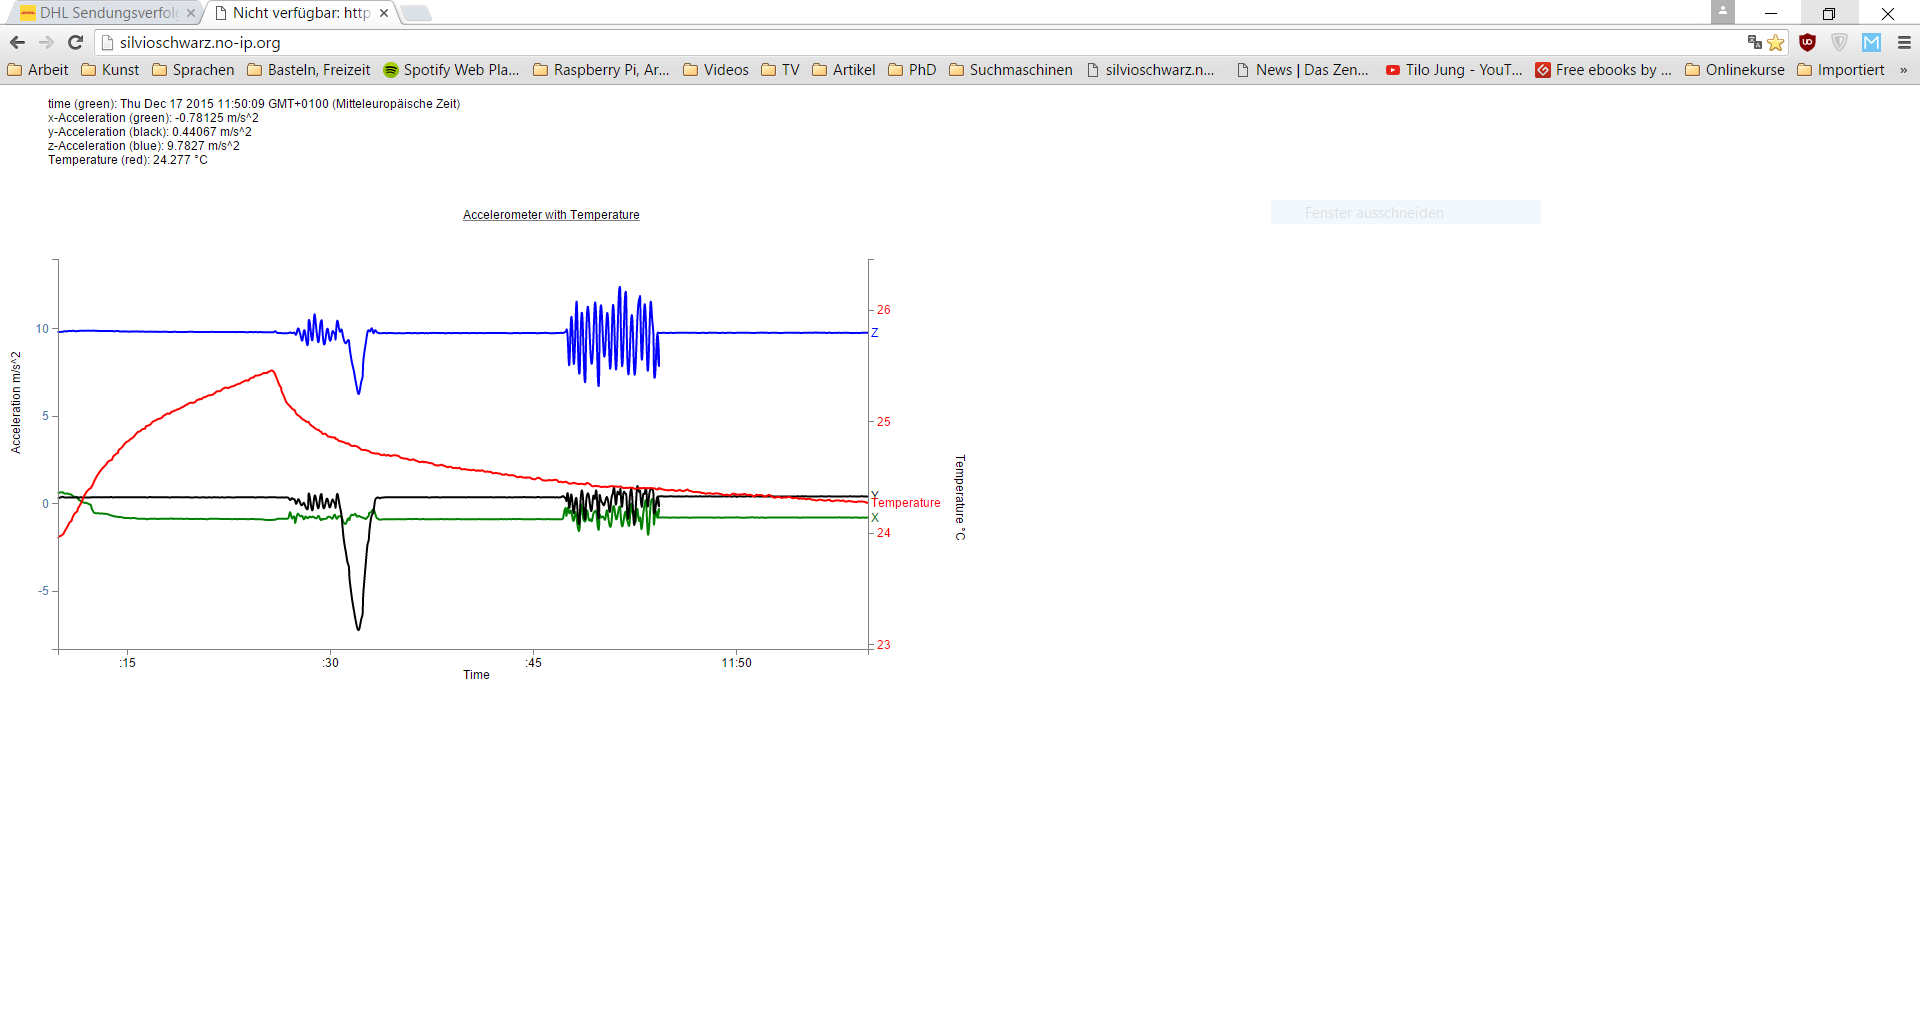 DHL Sendungsverfolg
Nicht verfügbar: http
silvioschwarz.no-ip.org
Arbeit Kunst Sprachen Basteln, Freizeit Spotify Web Pla... Raspberry Pi, Ar... Videos TV Artikel PhD Suchmaschinen silvioschwarz.n... News | Das Zen... Tilo Jung - YouT... Free ebooks by ... Onlinekurse Importiert »
time (green): Thu Dec 17 2015 11:50:09 GMT+0100 (Mitteleuropäische Zeit)
x-Acceleration (green): -0.78125 m/s^2
y-Acceleration (black): 0.44067 m/s^2
z-Acceleration (blue): 9.7827 m/s^2
Temperature (red): 24.277 °C
Accelerometer with Temperature
Fenster ausschneiden
Acceleration m/s^2
10
5
0
-5
26
Z
25
Y
Temperature
X
24
23
Temperature °C
:15 :30 :45 11:50
Time